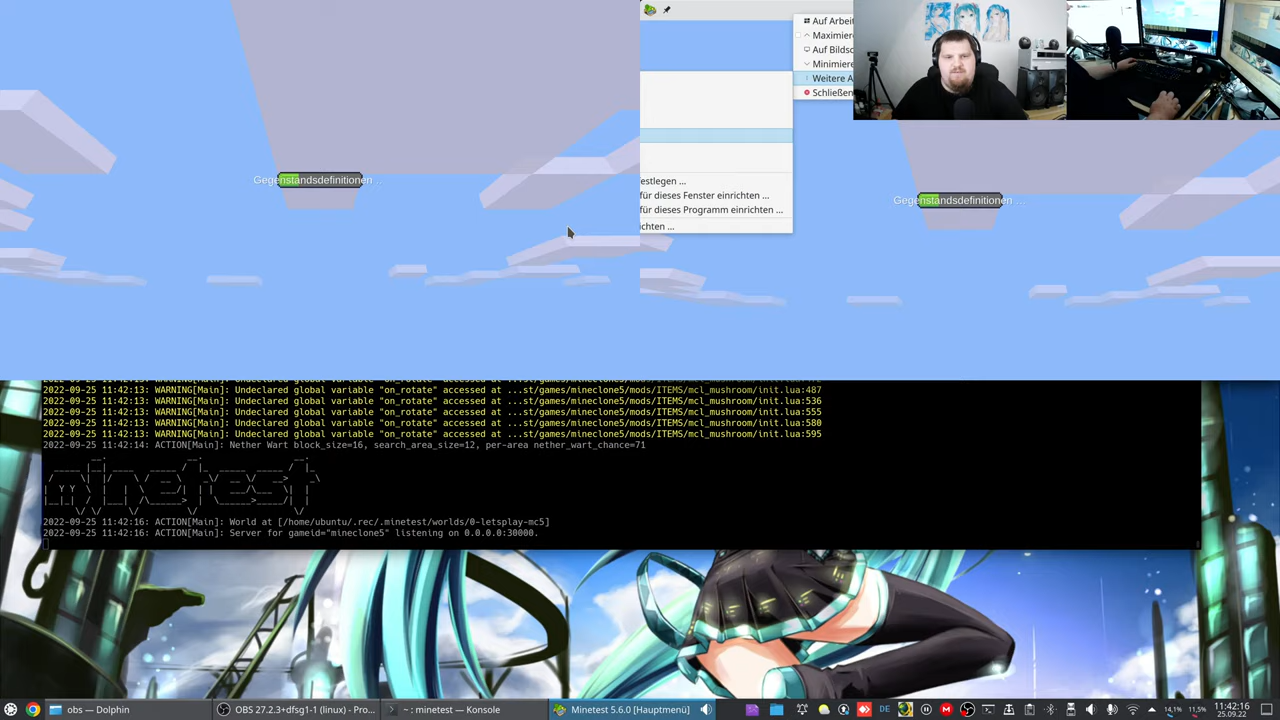 Auf Arbei
Maximiere
Auf Bildsc
Minimiere
Weitere A
Schließen
estlegen ...
für dieses Fenster einrichten ...
für dieses Programm einrichten ...
ichten ...
Gegenstandsdefinitionen ...
Gegenstandsdefinitionen ...
2022-09-25 11:42:13: WARNING[Main]: Undeclared global variable "on_rotate" accessed at ...st/games/mineclone5/mods/ITEMS/mcl_mushroom/init.lua:487
2022-09-25 11:42:13: WARNING[Main]: Undeclared global variable "on_rotate" accessed at ...st/games/mineclone5/mods/ITEMS/mcl_mushroom/init.lua:536
2022-09-25 11:42:13: WARNING[Main]: Undeclared global variable "on_rotate" accessed at ...st/games/mineclone5/mods/ITEMS/mcl_mushroom/init.lua:555
2022-09-25 11:42:13: WARNING[Main]: Undeclared global variable "on_rotate" accessed at ...st/games/mineclone5/mods/ITEMS/mcl_mushroom/init.lua:580
2022-09-25 11:42:13: WARNING[Main]: Undeclared global variable "on_rotate" accessed at ...st/games/mineclone5/mods/ITEMS/mcl_mushroom/init.lua:595
2022-09-25 11:42:14: ACTION[Main]: Nether Wart block_size=16, search_area_size=12, per-area nether_wart_chance=71
2022-09-25 11:42:16: ACTION[Main]: World at [/home/ubuntu/.rec/.minetest/worlds/0-letsplay-mc5]
2022-09-25 11:42:16: ACTION[Main]: Server for gameid="mineclone5" listening on 0.0.0.0:30000.
obs — Dolphin
OBS 27.2.3+dfsg1-1 (linux) - Pro...
~ : minetest — Konsole
Minetest 5.6.0 [Hauptmenü]
DE
14,1%
11,5%
11:42:16
25.09.22